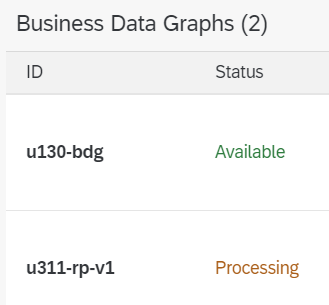 Business Data Graphs (2)
ID Status
u130-bdg Available
u311-rp-v1 Processing